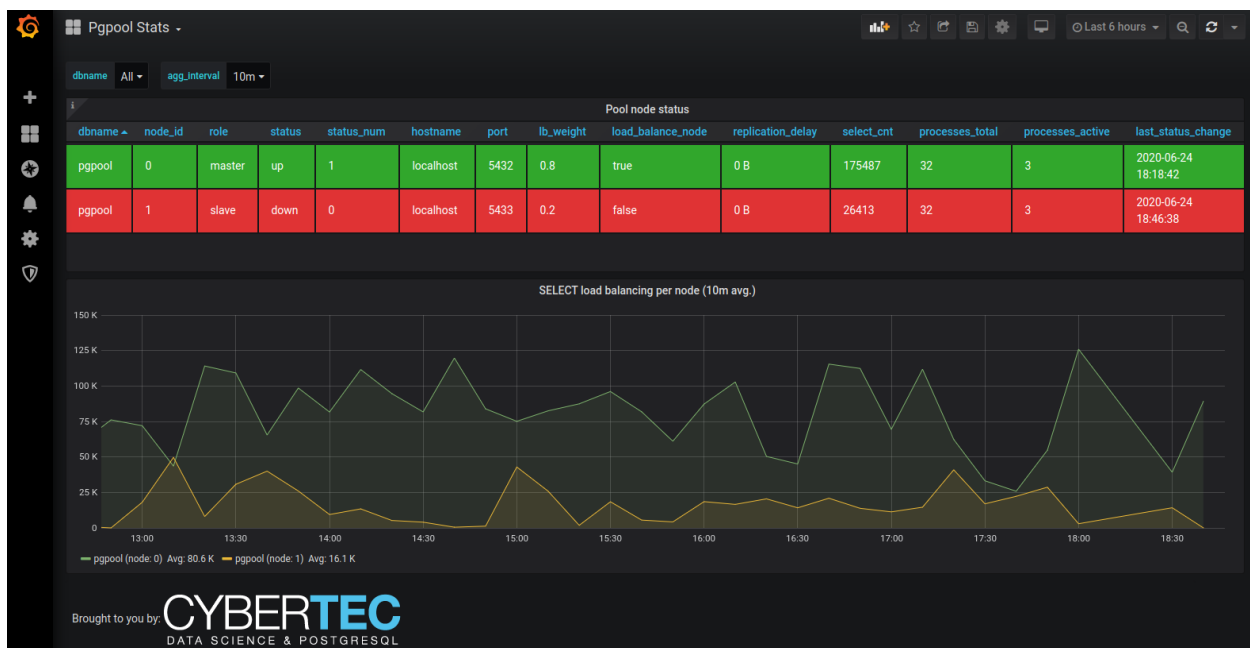 Pgpool Stats
Last 6 hours
dbname All agg_interval 10m
i
Pool node status
dbname node_id role status status_num hostname port lb_weight load_balance_node replication_delay select_cnt processes_total processes_active last_status_change
pgpool 0 master up 1 localhost 5432 0.8 true 0 B 175487 32 3 2020-06-24
18:18:42
pgpool 1 slave down 0 localhost 5433 0.2 false 0 B 26413 32 3 2020-06-24
18:46:38
SELECT load balancing per node (10m avg.)
150 K
125 K
100 K
75 K
50 K
25 K
0
13:00 13:30 14:00 14:30 15:00 15:30 16:00 16:30 17:00 17:30 18:00 18:30
pgpool (node: 0) Avg: 80.6 K pgpool (node: 1) Avg: 16.1 K
Brought to you by: CYBERTEC
DATA SCIENCE & POSTGRESQL